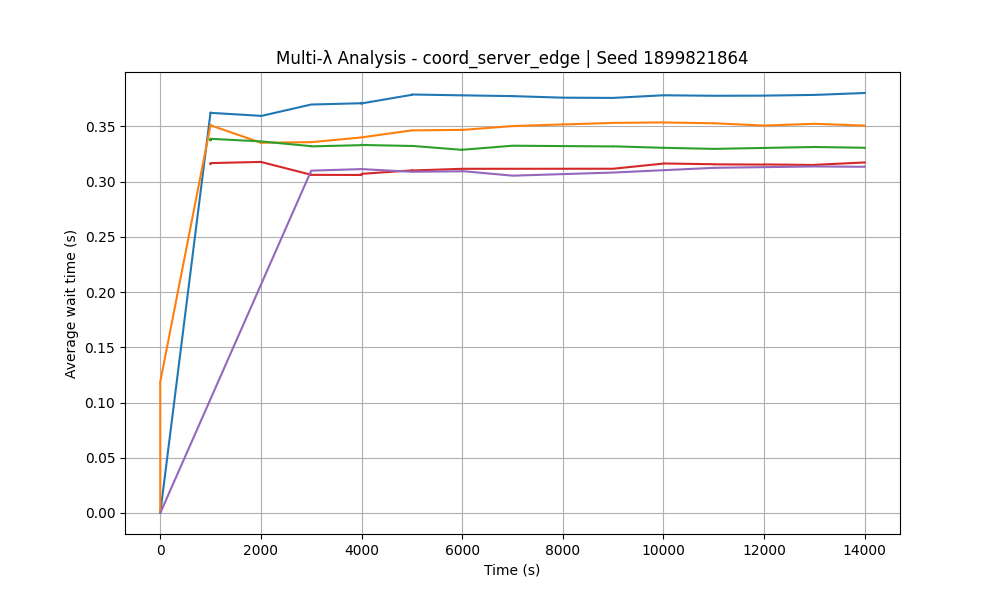 Multi-λ Analysis - coord_server_edge | Seed 1899821864
Average wait time (s)
0.35
0.30
0.25
0.20
0.15
0.10
0.05
0.00
0 2000 4000 6000 8000 10000 12000 14000
Time (s)